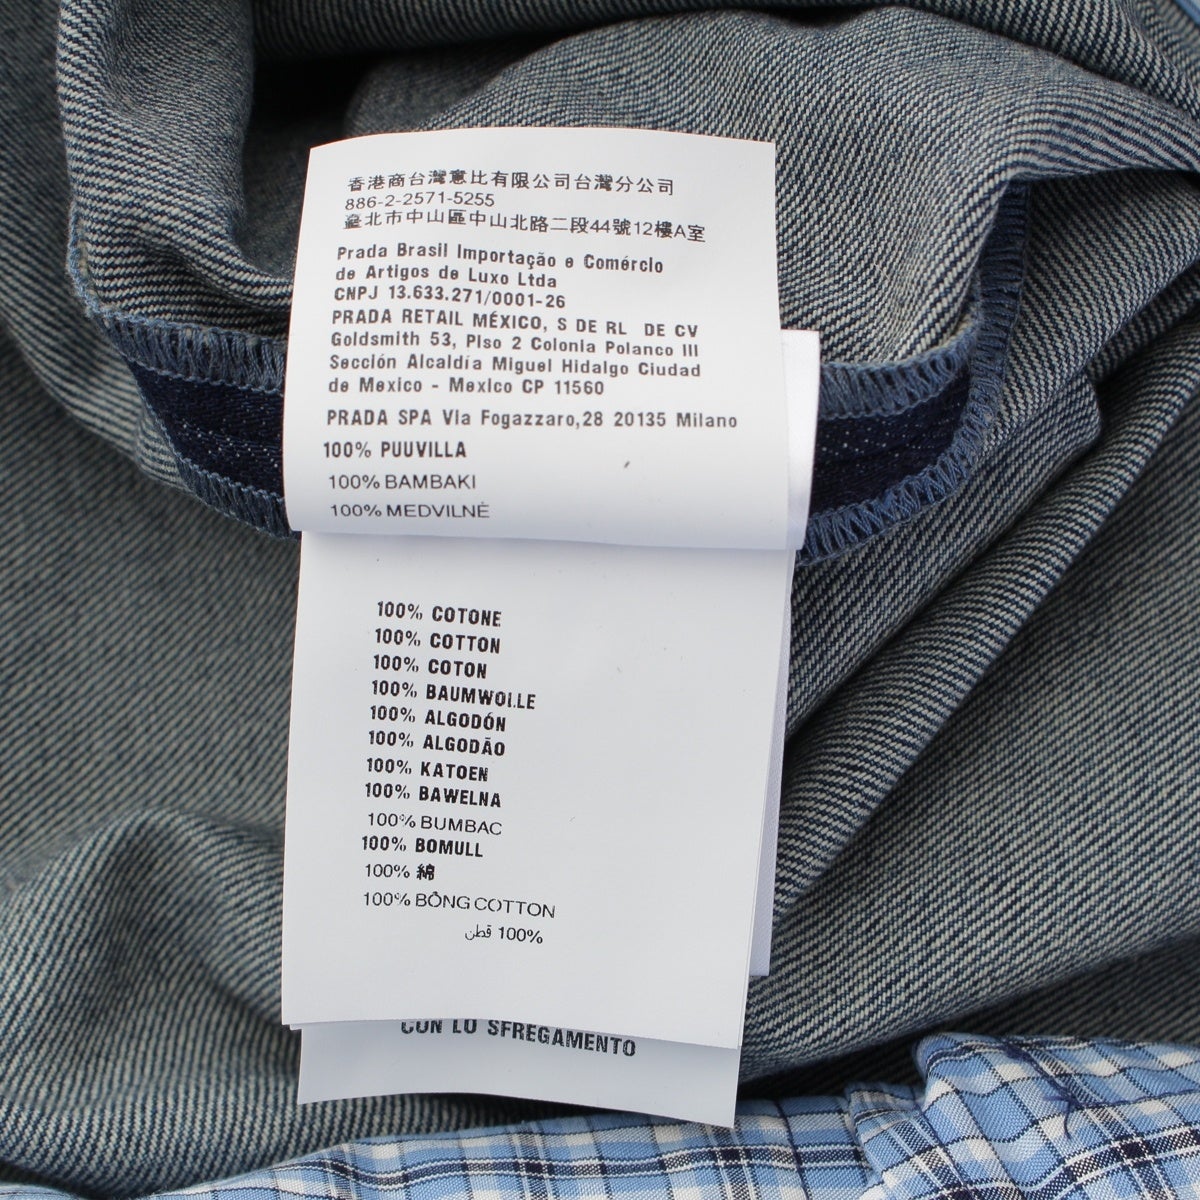 香港商台灣意比有限公司台灣分公司
886-2-2571-5255
臺北市中山區中山北路二段44號12樓A室
Prada Brasil Importação e Comércio
de Artigos de Luxo Ltda
CNPJ 13.633.271/0001-26
PRADA RETAIL MÉXICO, S DE RL DE CV
Goldsmith 53, Piso 2 Colonia Polanco III
Sección Alcaldía Miguel Hidalgo Ciudad
de Mexico - Mexico CP 11560
PRADA SPA Via Fogazzaro,28 20135 Milano
100% PUUVILLA
100% BAMBAKI
100% MEDVILNĖ
100% COTONE
100% COTTON
100% COTON
100% BAUMWOLLE
100% ALGODÓN
100% ALGODÃO
100% KATOEN
100% BAWELNA
100% BUMBAC
100% BOMULL
100% 綿
100% BÔNG COTTON
100% قطن
CON LO SFREGAMENTO